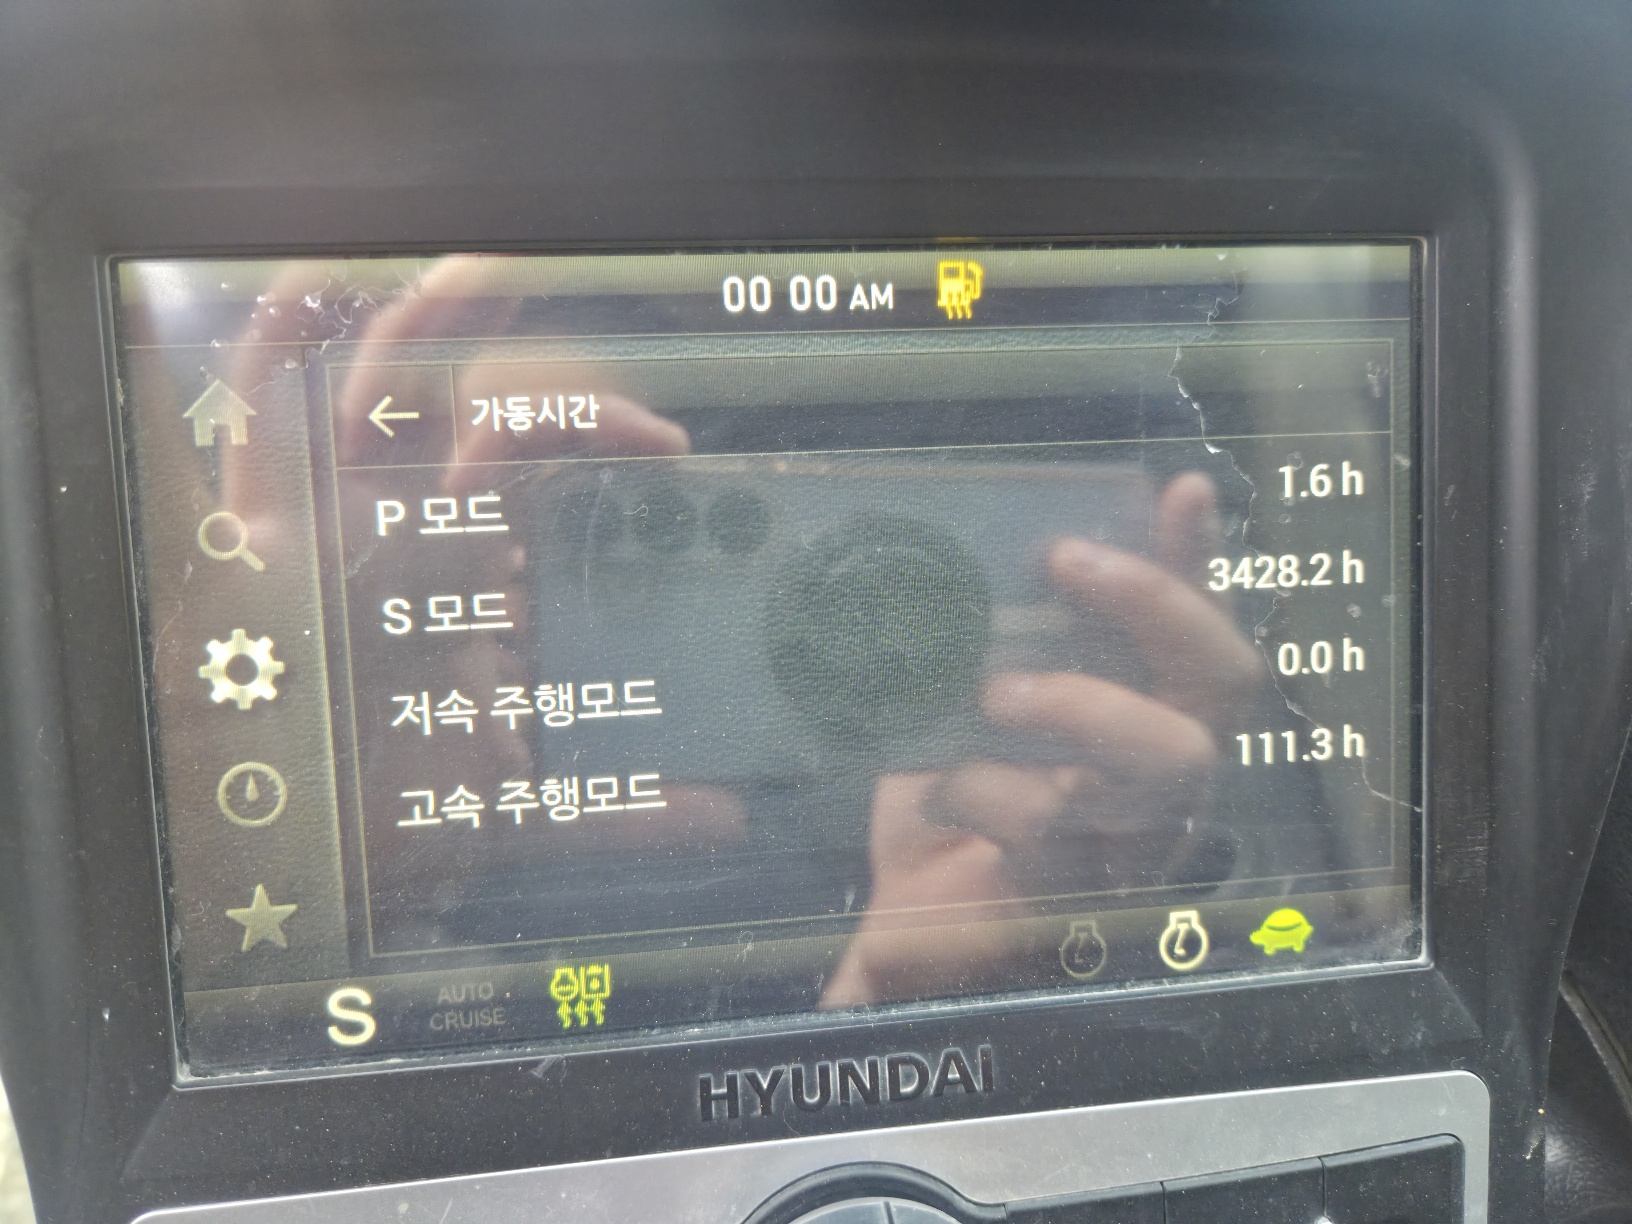 00 00 AM
가동시간
P 모드 1.6 h
S 모드 3428.2 h
저속 주행모드 0.0 h
고속 주행모드 111.3 h
S AUTO CRUISE
HYUNDAI